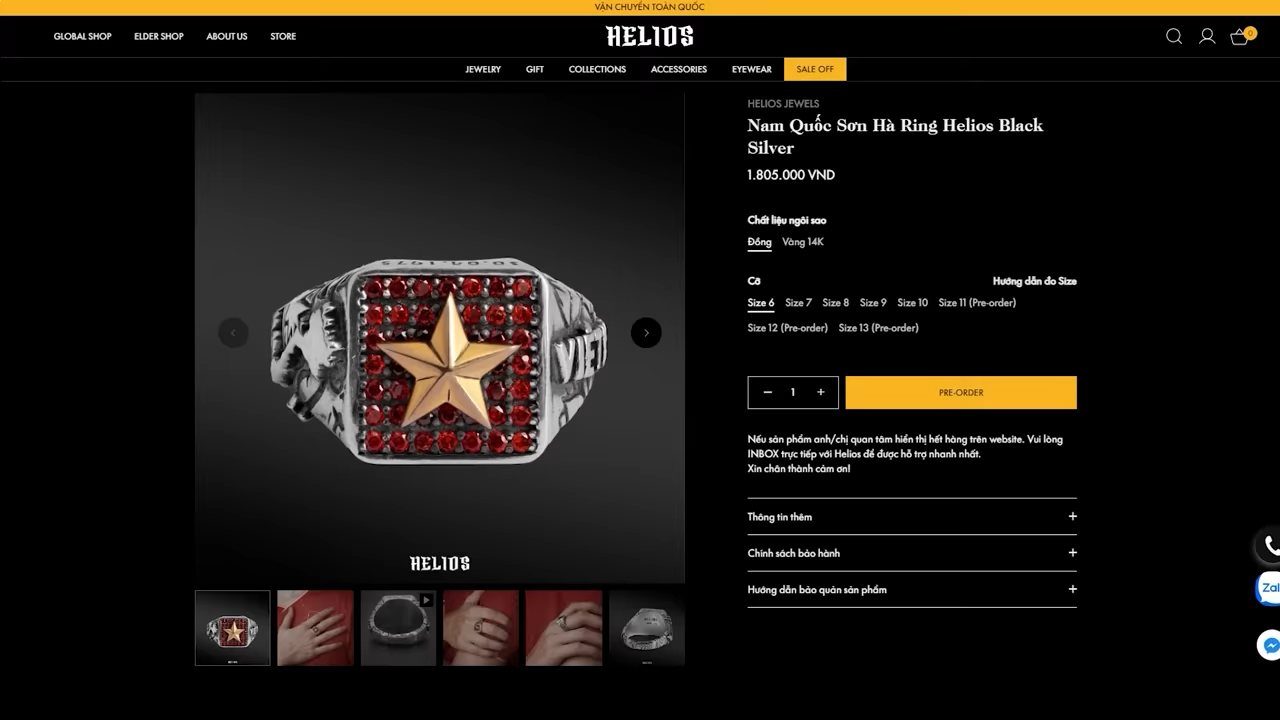 VẬN CHUYỂN TOÀN QUỐC
GLOBAL SHOP ELDER SHOP ABOUT US STORE
HELIOS
0
JEWELRY GIFT COLLECTIONS ACCESSORIES EYEWEAR SALE OFF
HELIOS JEWELS
Nam Quốc Sơn Hà Ring Helios Black
Silver
1.805.000 VND
Chất liệu ngôi sao
Đồng Vàng 14K
Cỡ Hướng dẫn đo Size
Size 6 Size 7 Size 8 Size 9 Size 10 Size 11 (Pre-order)
Size 12 (Pre-order) Size 13 (Pre-order)
1 PRE-ORDER
Nếu sản phẩm anh/chị quan tâm hiển thị hết hàng trên website. Vui lòng
INBOX trực tiếp với Helios để được hỗ trợ nhanh nhất.
Xin chân thành cảm ơn!
Thông tin thêm
Chính sách bảo hành
Hướng dẫn bảo quản sản phẩm
30.04.1975
VIET
HELIOS
Zal